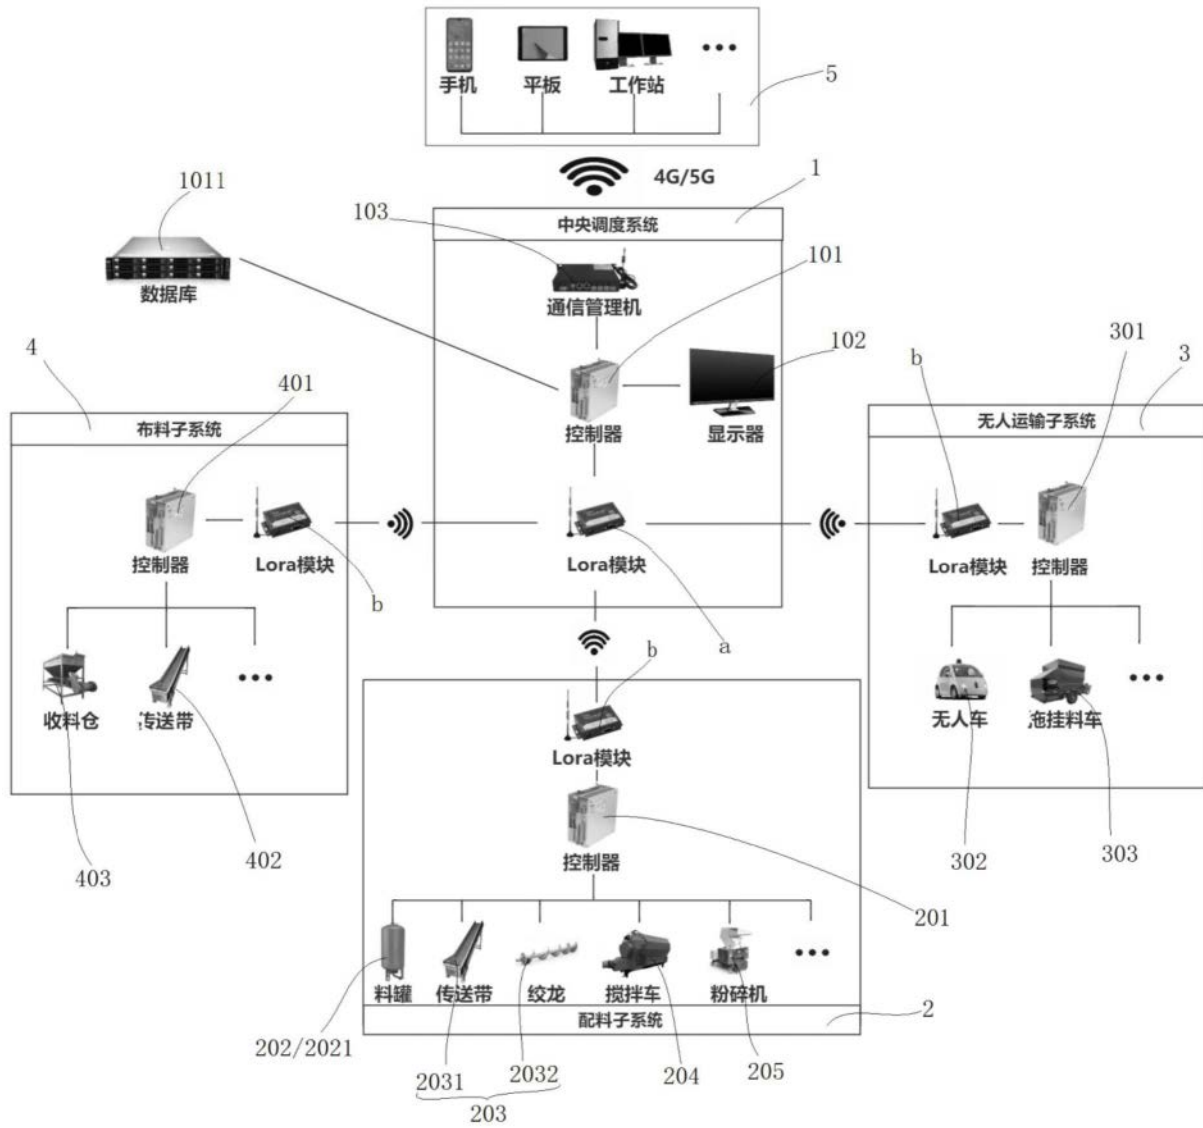 手机
平板
工作站
•••
5
4G/5G
1
1011
103
中央调度系统
101
通信管理机
数据库
102
301
4
401
b
3
控制器
显示器
布料子系统
无人运输子系统
控制器
Lora模块
Lora模块
Lora模块
控制器
b
a
b
•••
•••
收料仓
传送带
无人车
拖挂料车
Lora模块
403
402
302
303
控制器
201
•••
料罐
传送带
绞龙
搅拌车
粉碎机
配料子系统
2
202/2021
2031
2032
204
205
203